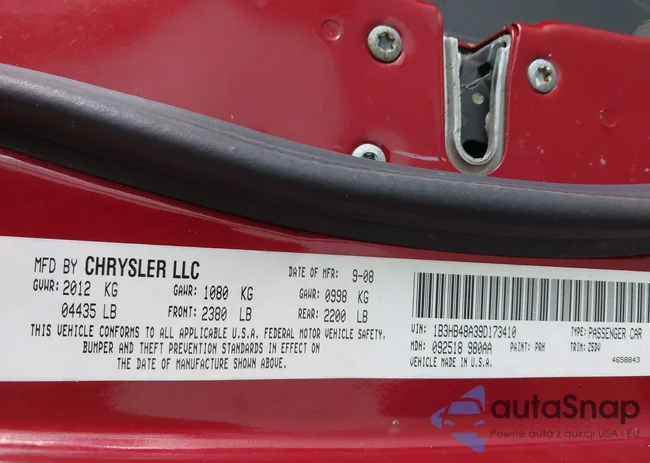 MFD BY CHRYSLER LLC DATE OF MFR: 9-08
GVWR: 2012 KG GAWR: 1080 KG GAWR: 0998 KG
04435 LB FRONT: 2380 LB REAR: 2200 LB
THIS VEHICLE CONFORMS TO ALL APPLICABLE U.S.A. FEDERAL MOTOR VEHICLE SAFETY,
BUMPER AND THEFT PREVENTION STANDARDS IN EFFECT ON
THE DATE OF MANUFACTURE SHOWN ABOVE.
VIN: 1B3HB48A39D173410 TYPE: PASSENGER CAR
MDH: 092518 980AA PAINT: PRH TRIM: Z5DV
VEHICLE MADE IN U.S.A. 4658843
autaSnap
Pewne auta z aukcji USA i EU